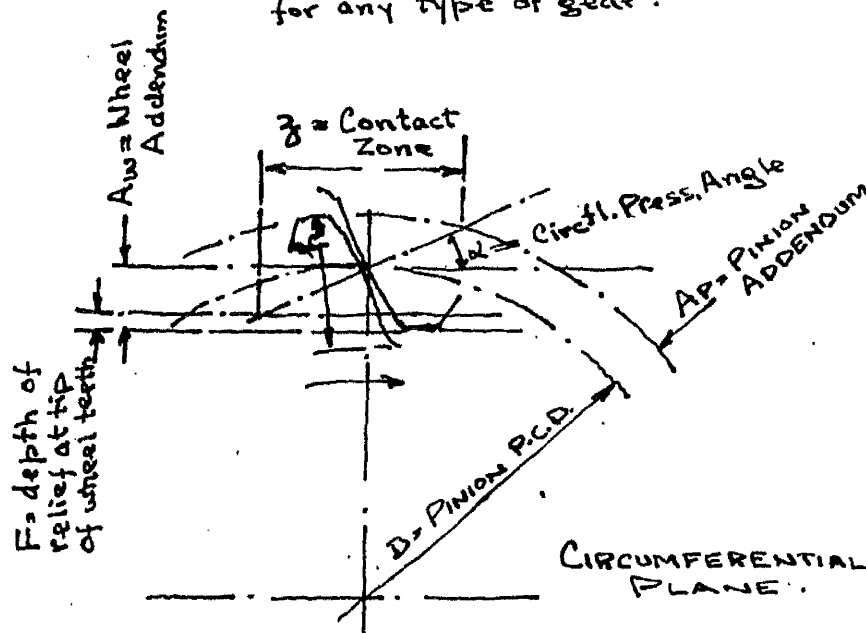 for any type of gear.
Aw = Wheel
Addendum
z = Contact
Zone
α = Circtl. Press. Angle
Ap = PINION
ADDENDUM
F = depth of
relief at tip
of wheel teeth
D = PINION P.C.D.
CIRCUMFERENTIAL
PLANE.